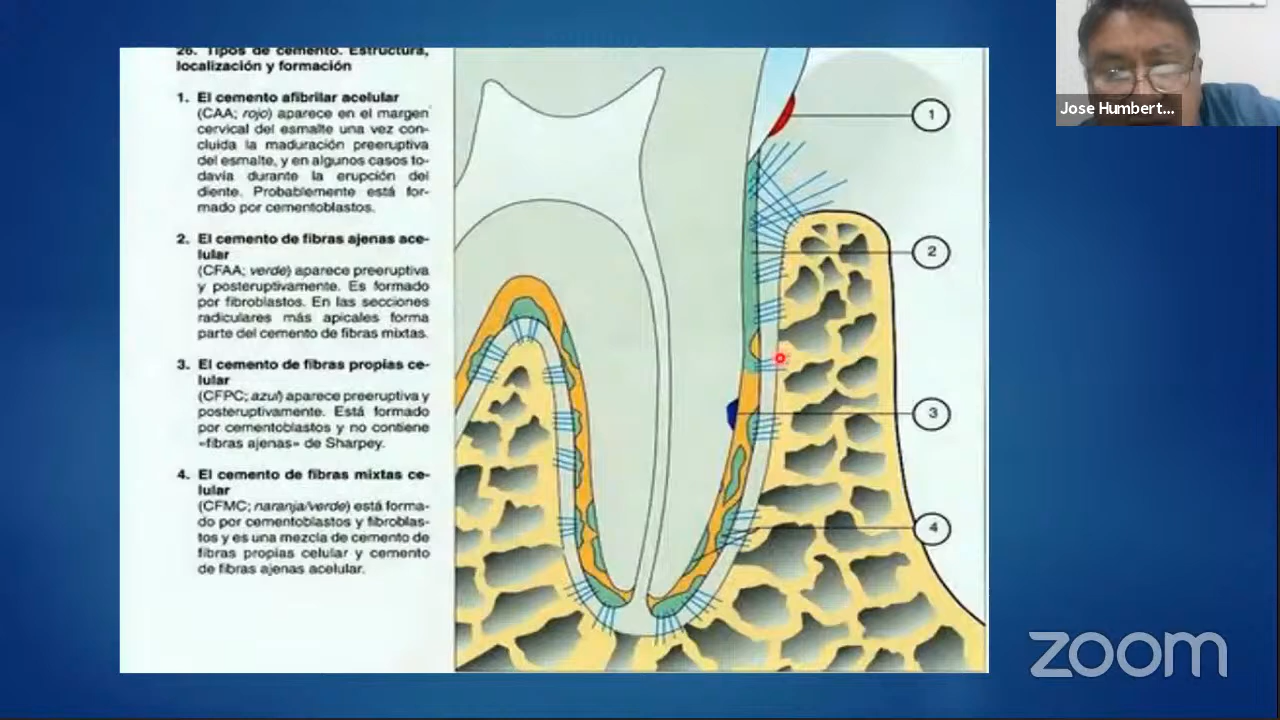 26. Tipos de cemento. Estructura,
localización y formación
1. El cemento afibrilar acelular
(CAA; rojo) aparece en el margen
cervical del esmalte una vez con-
cluida la maduración preeruptiva
del esmalte, y en algunos casos to-
davía durante la erupción del
diente. Probablemente está for-
mado por cementoblastos.
2. El cemento de fibras ajenas ace-
lular
(CFAA; verde) aparece preeruptiva
y posteruptivamente. Es formado
por fibroblastos. En las secciones
radiculares más apicales forma
parte del cemento de fibras mixtas.
3. El cemento de fibras propias ce-
lular
(CFPC; azul) aparece preeruptiva y
posteruptivamente. Está formado
por cementoblastos y no contiene
«fibras ajenas» de Sharpey.
4. El cemento de fibras mixtas ce-
lular
(CFMC; naranja/verde) está forma-
do por cementoblastos y fibroblas-
tos y es una mezcla de cemento de
fibras propias celular y cemento
de fibras ajenas acelular.
1
2
3
4
Jose Humbert...
zoom